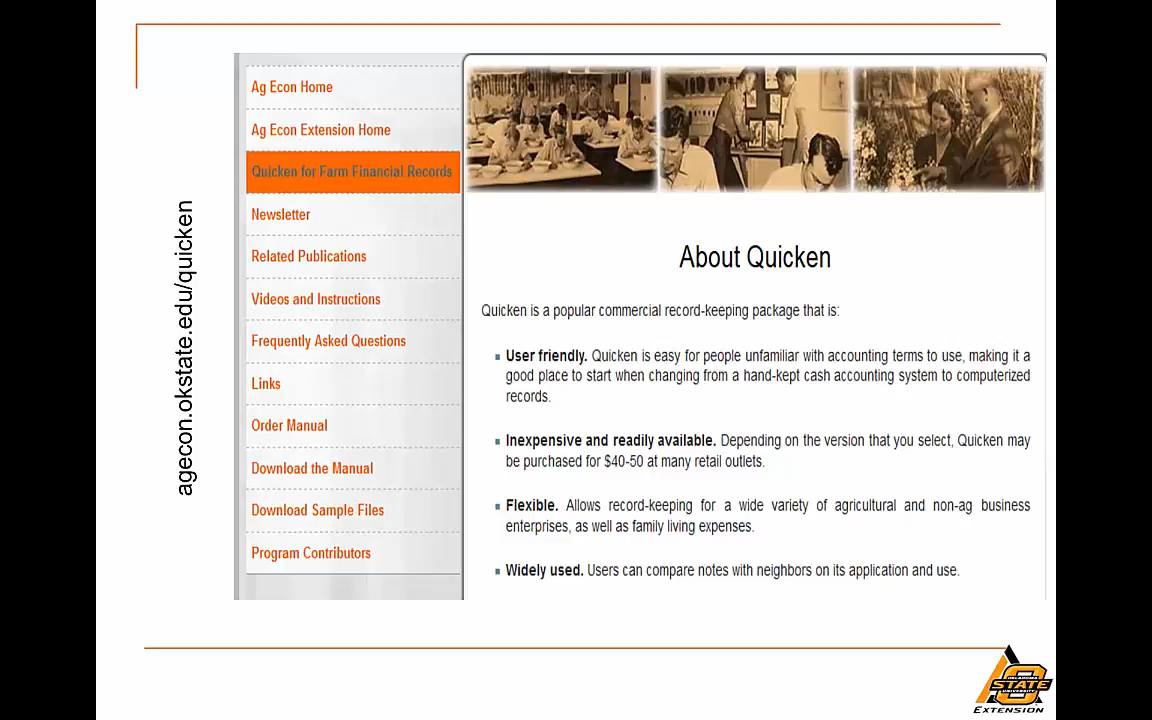 agecon.okstate.edu/quicken
Ag Econ Home
Ag Econ Extension Home
Quicken for Farm Financial Records
Newsletter
Related Publications
Videos and Instructions
Frequently Asked Questions
Links
Order Manual
Download the Manual
Download Sample Files
Program Contributors
About Quicken
Quicken is a popular commercial record-keeping package that is:
User friendly. Quicken is easy for people unfamiliar with accounting terms to use, making it a
good place to start when changing from a hand-kept cash accounting system to computerized
records.
Inexpensive and readily available. Depending on the version that you select, Quicken may
be purchased for $40-50 at many retail outlets.
Flexible. Allows record-keeping for a wide variety of agricultural and non-ag business
enterprises, as well as family living expenses.
Widely used. Users can compare notes with neighbors on its application and use.
OKLAHOMA
STATE
UNIVERSITY
EXTENSION